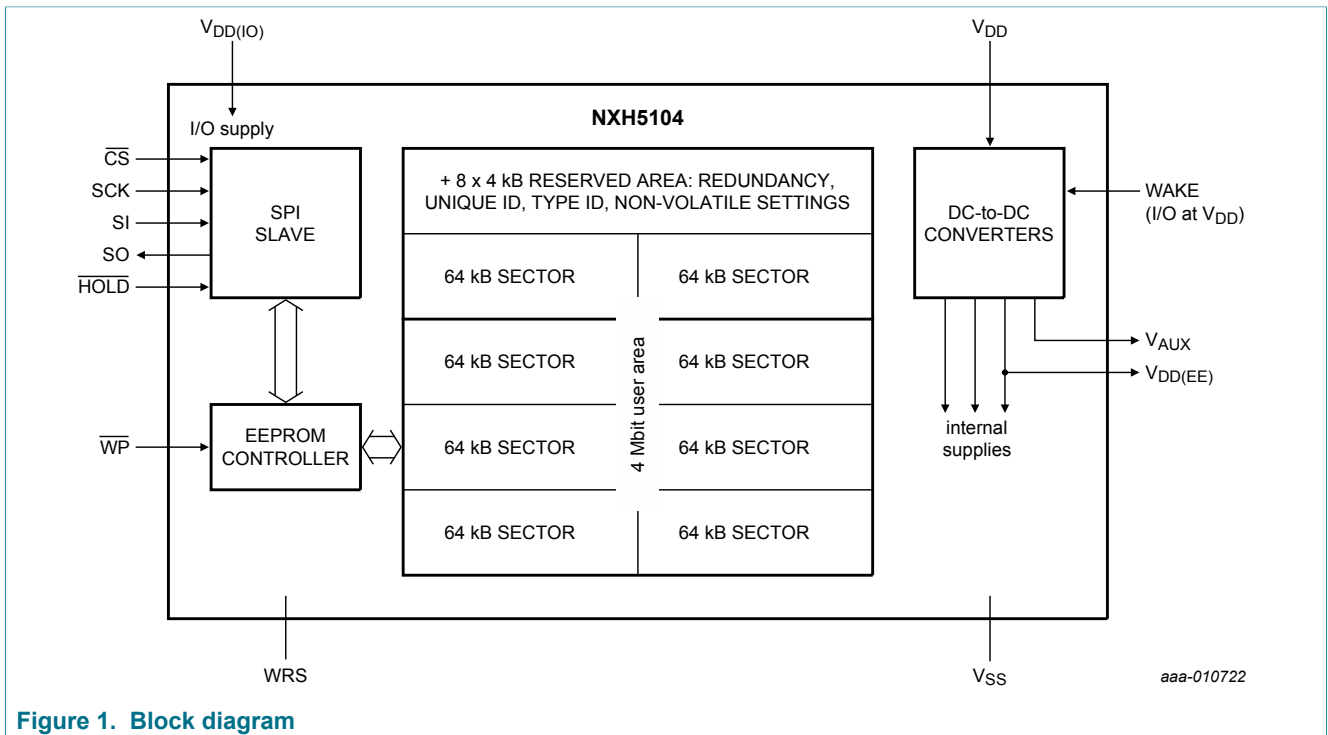 VDD(IO)
VDD
NXH5104
I/O supply
CS
SCK
SI
SO
HOLD
SPI
SLAVE
+ 8 x 4 kB RESERVED AREA: REDUNDANCY,
UNIQUE ID, TYPE ID, NON-VOLATILE SETTINGS
DC-to-DC
CONVERTERS
WAKE
(I/O at VDD)
64 kB SECTOR
64 kB SECTOR
64 kB SECTOR
64 kB SECTOR
64 kB SECTOR
64 kB SECTOR
64 kB SECTOR
64 kB SECTOR
4 Mbit user area
VAUX
VDD(EE)
internal
supplies
WP
EEPROM
CONTROLLER
WRS
VSS
aaa-010722
Figure 1. Block diagram